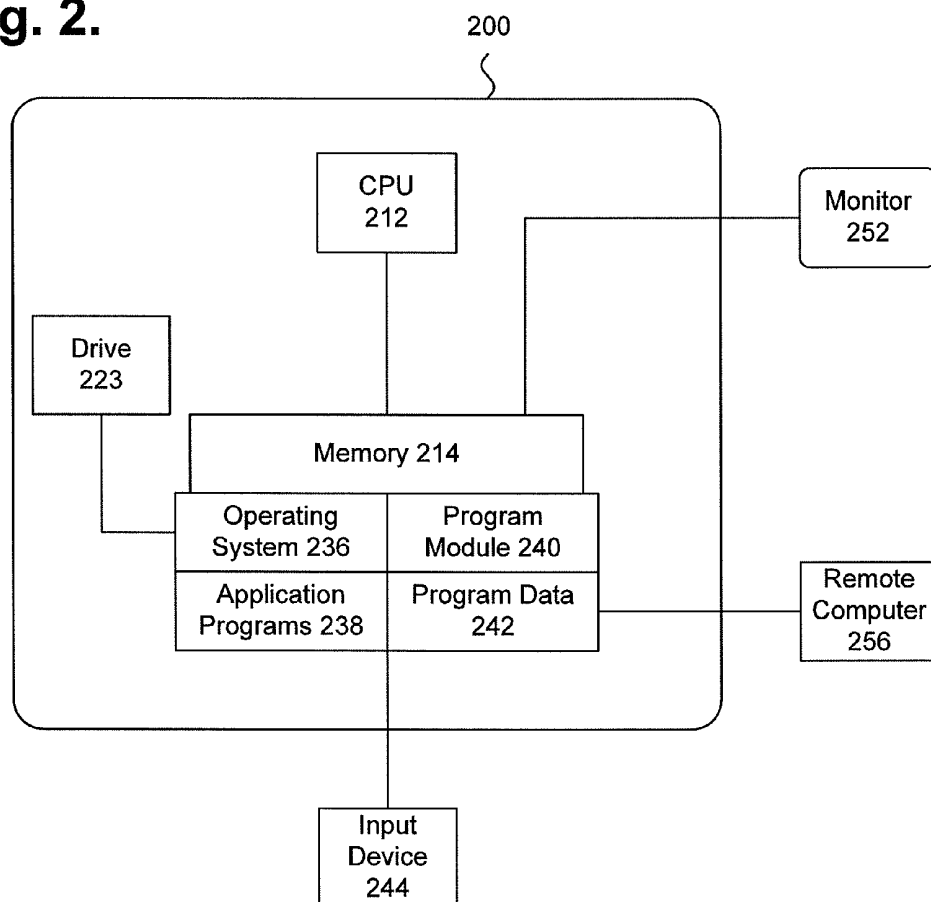 g. 2.
200
CPU
212
Monitor
252
Drive
223
Memory 214
Operating
System 236
Program
Module 240
Application
Programs 238
Program Data
242
Remote
Computer
256
Input
Device
244